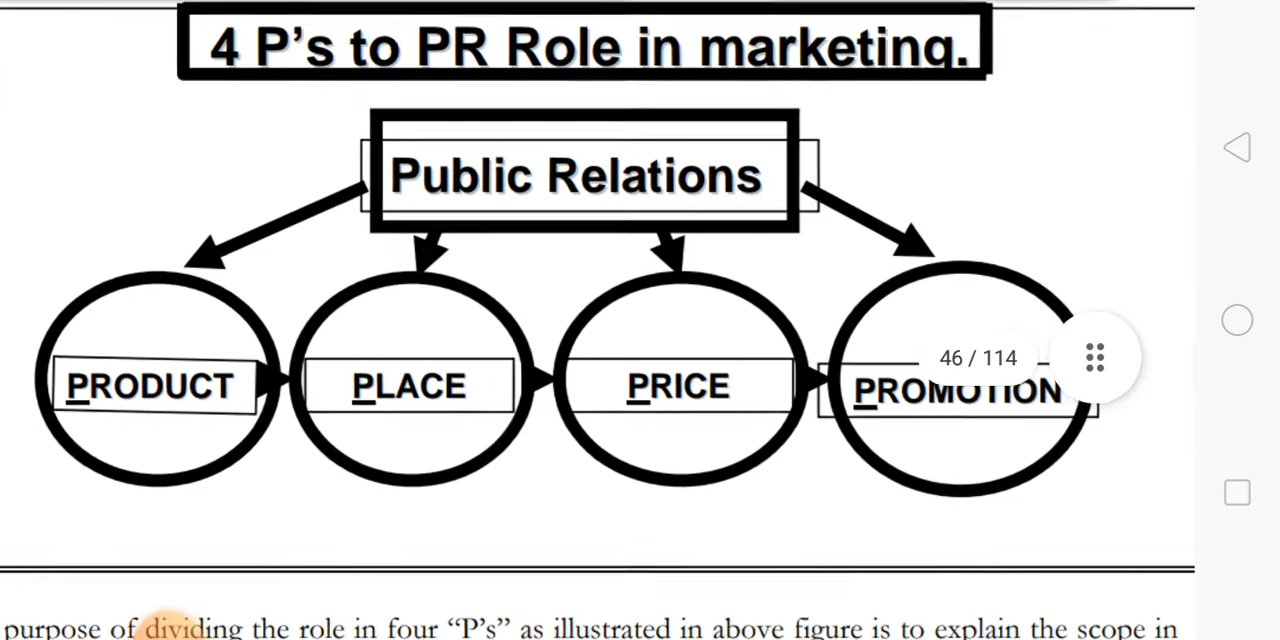 4 P’s to PR Role in marketing.
Public Relations
PRODUCT
PLACE
PRICE
PROMOTION
46 / 114
purpose of dividing the role in four “P’s” as illustrated in above figure is to explain the scope in